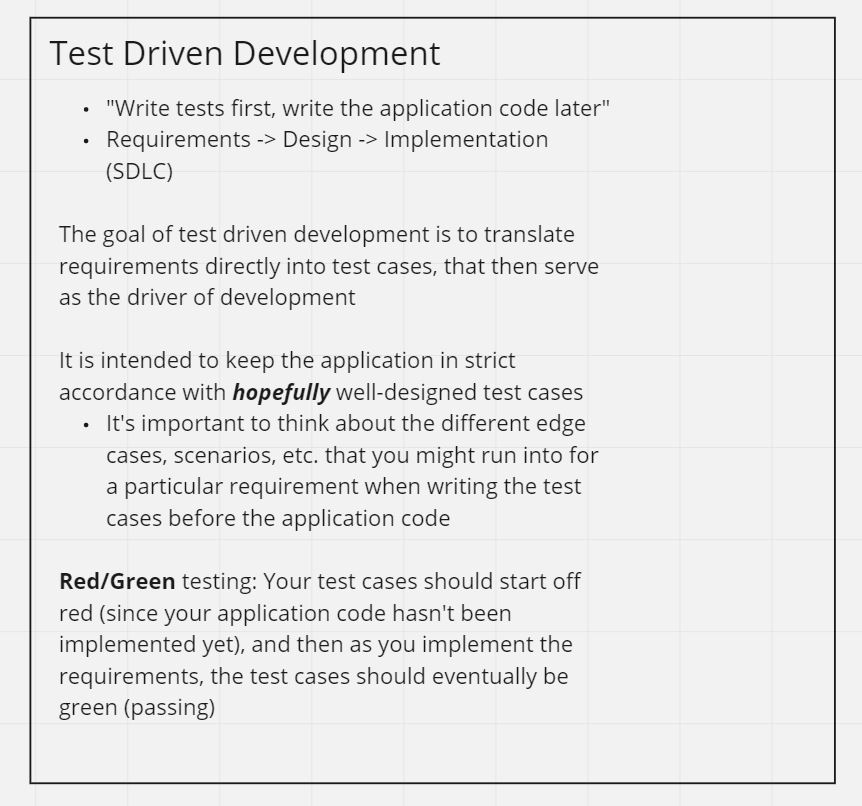 Test Driven Development
• "Write tests first, write the application code later"
• Requirements -> Design -> Implementation
(SDLC)
The goal of test driven development is to translate
requirements directly into test cases, that then serve
as the driver of development
It is intended to keep the application in strict
accordance with hopefully well-designed test cases
• It's important to think about the different edge
cases, scenarios, etc. that you might run into for
a particular requirement when writing the test
cases before the application code
Red/Green testing: Your test cases should start off
red (since your application code hasn't been
implemented yet), and then as you implement the
requirements, the test cases should eventually be
green (passing)